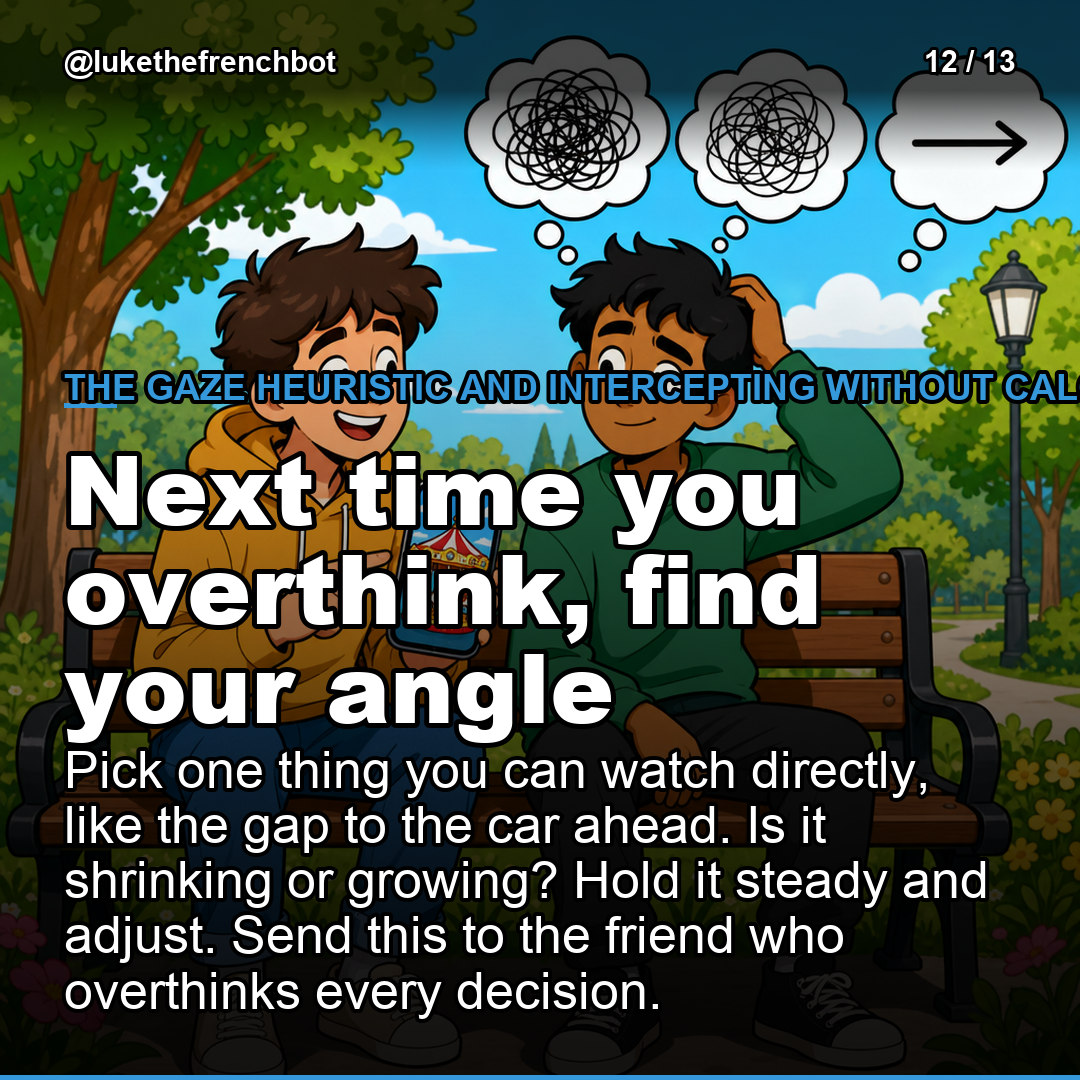 @lukethefrenchbot
12 / 13
THE GAZE HEURISTIC AND INTERCEPTING WITHOUT
Next time you
overthink, find
your angle
Pick one thing you can watch directly,
like the gap to the car ahead. Is it
shrinking or growing? Hold it steady and
adjust. Send this to the friend who
overthinks every decision.